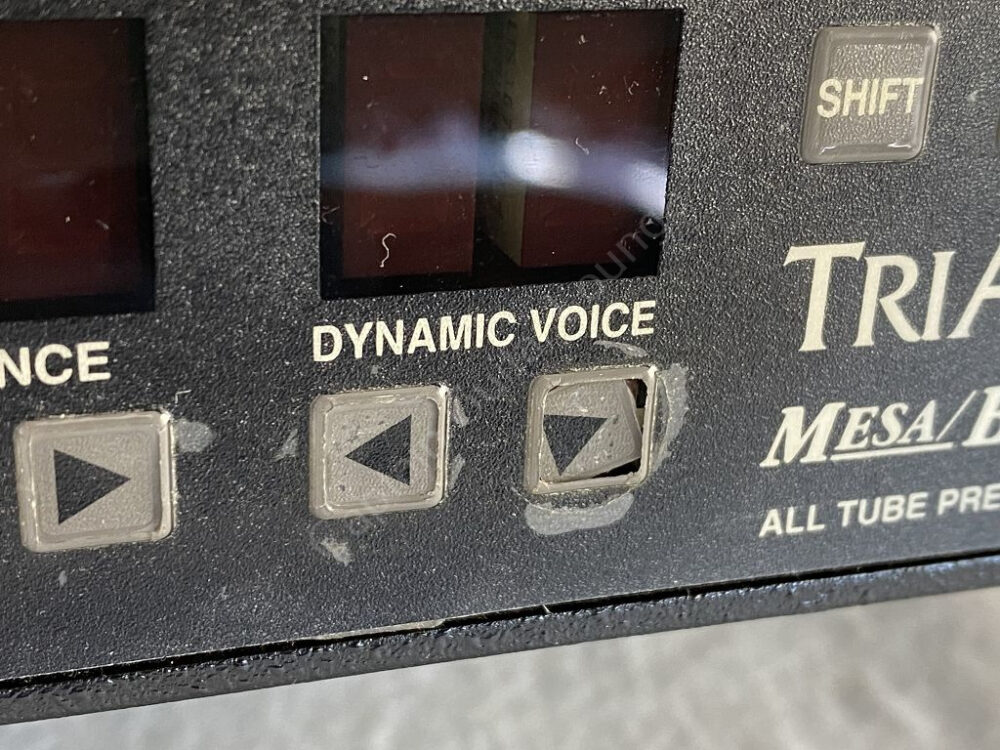 SHIFT
DYNAMIC VOICE
NCE
TRIA
MESA/B
ALL TUBE PRE